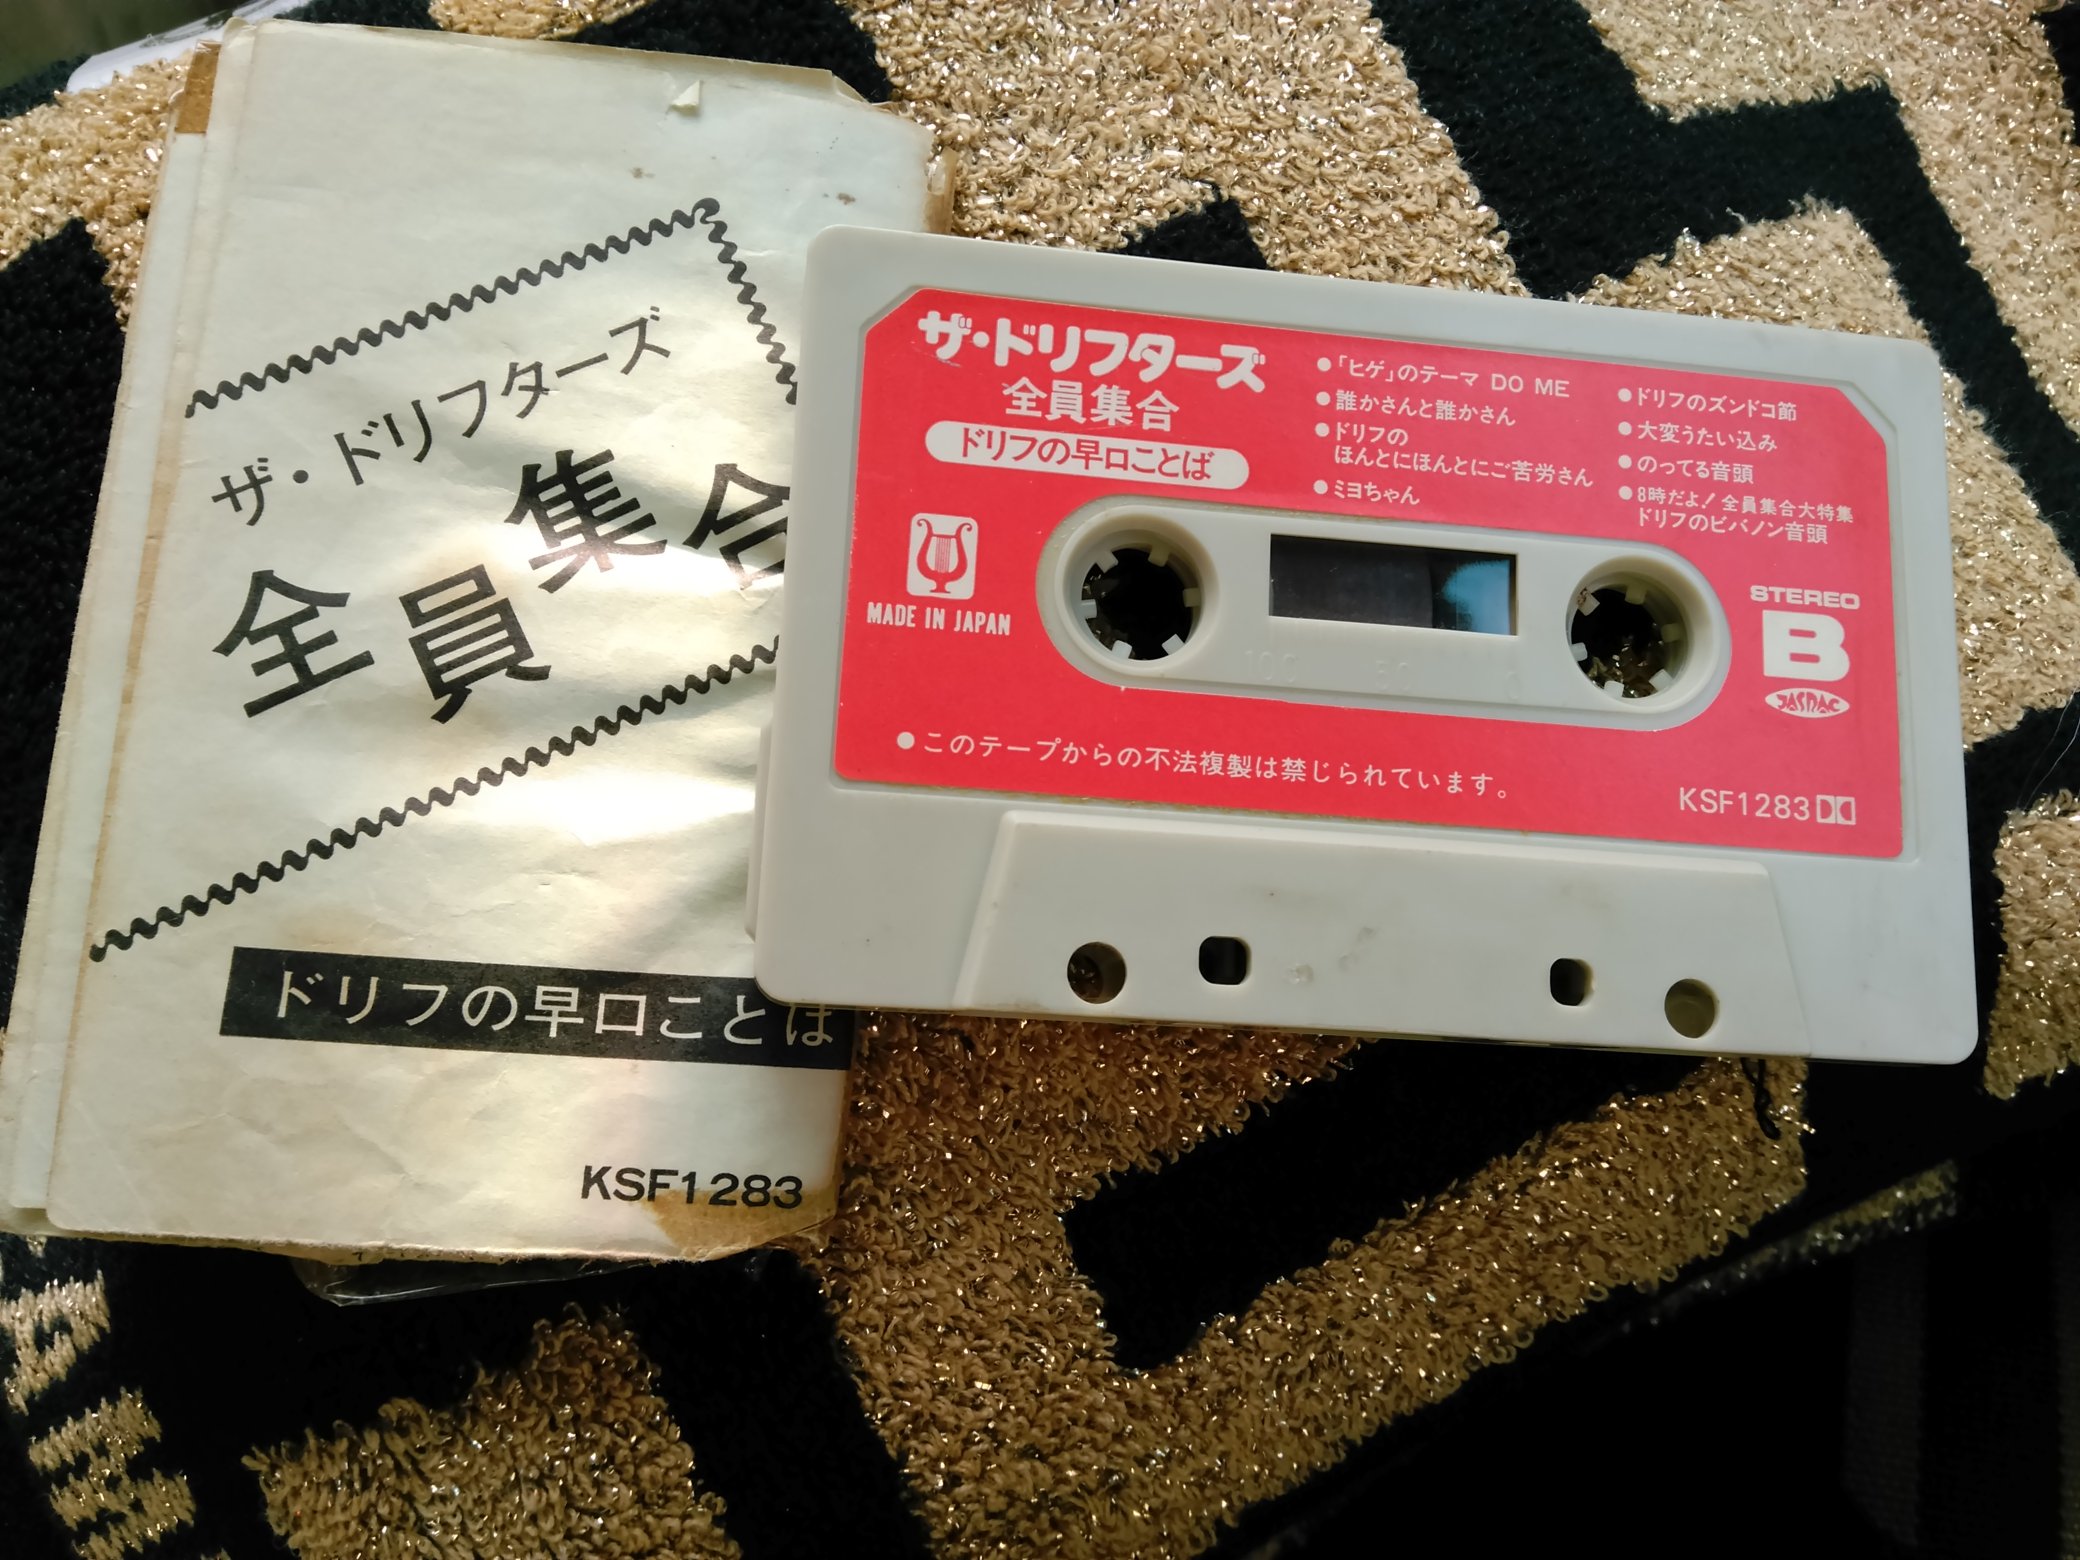 ザ・ドリフターズ
全員集合
ドリフの早口ことば
KSF1283
ザ・ドリフターズ
全員集合
ドリフの早口ことば
MADE IN JAPAN
●「ヒゲ」のテーマ DO ME
●誰かさんと誰かさん
●ドリフの
ほんとにほんとにご苦労さん
●ミヨちゃん
●ドリフのズンドコ節
●大変うたい込み
●のってる音頭
●8時だよ!全員集合大特集
ドリフのビバノン音頭
STEREO
B
JASRAC
100 50 0
●このテープからの不法複製は禁じられています。
KSF1283